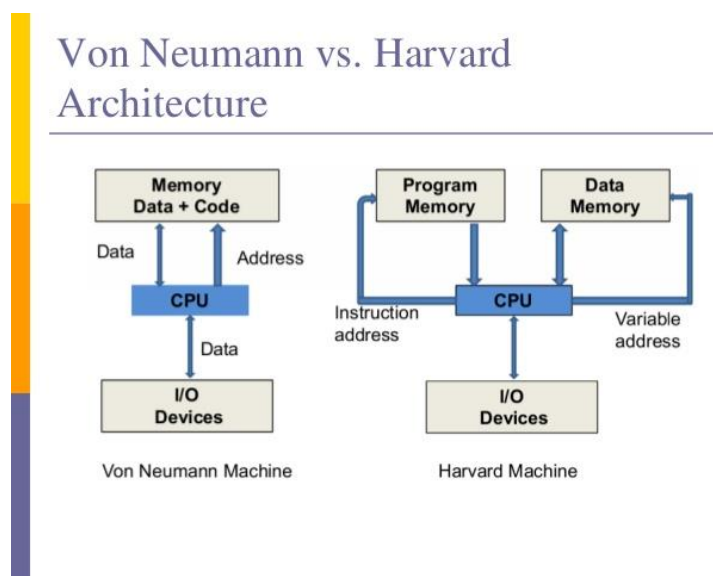 Von Neumann vs. Harvard
Architecture
Memory
Data + Code
Data
Address
CPU
Data
I/O
Devices
Von Neumann Machine
Program
Memory
Data
Memory
CPU
Instruction
address
Variable
address
I/O
Devices
Harvard Machine